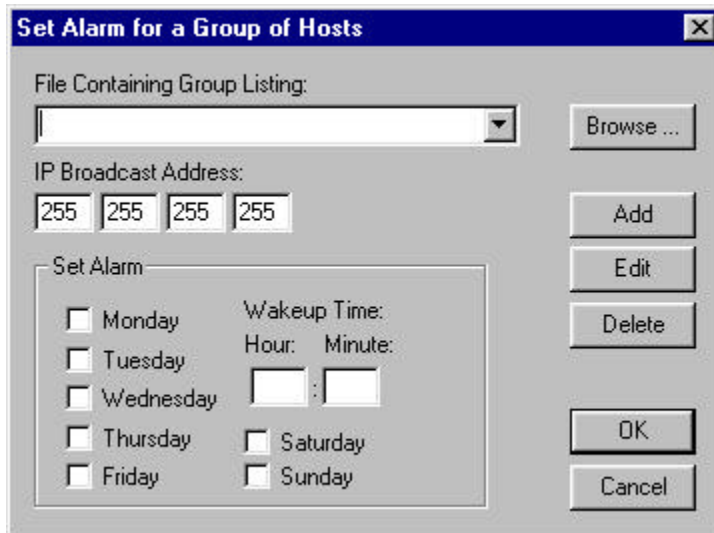 Set Alarm for a Group of Hosts
File Containing Group Listing:
Browse ...
IP Broadcast Address:
255 255 255 255
Add
Edit
Delete
Set Alarm
Monday
Tuesday
Wednesday
Thursday
Friday
Wakeup Time:
Hour: Minute:
:
Saturday
Sunday
OK
Cancel